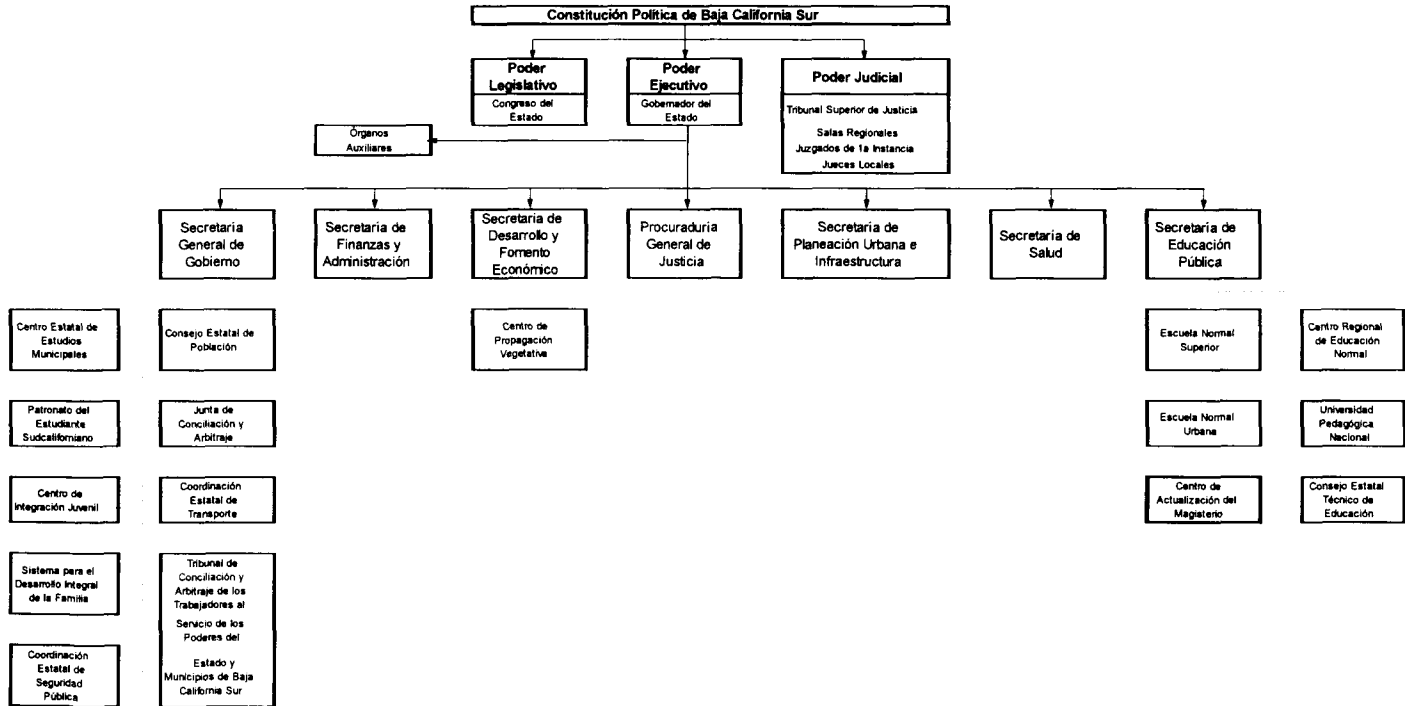 Constitución Política de Baja California Sur
Poder
Legislativo
Congreso del
Estado
Poder
Ejecutivo
Gobernador del
Estado
Poder Judicial
Tribunal Superior de Justicia
Salas Regionales
Juzgados de 1a Instancia
Jueces Locales
Órganos
Auxiliares
Secretaria
General de
Gobierno
Secretaria de
Finanzas y
Administración
Secretaria de
Desarrollo y
Fomento
Económico
Procuraduria
General de
Justicia
Secretaria de
Planeación Urbana e
Infraestructura
Secretaria de
Salud
Secretaria de
Educación
Pública
Centro Estatal de
Estudios
Municipales
Consejo Estatal de
Población
Centro de
Propagación
Vegetativa
Escuela Normal
Superior
Centro Regional
de Educación
Normal
Patronato del
Estudiante
Sudcaliforniano
Junta de
Conciliación y
Arbitraje
Escuela Normal
Urbana
Universidad
Pedagógica
Nacional
Centro de
Integración Juvenil
Coordinación
Estatal de
Transporte
Centro de
Actualización del
Magisterio
Consejo Estatal
Técnico de
Educación
Sistema para el
Desarrollo Integral
de la Familia
Tribunal de
Conciliación y
Arbitraje de los
Trabajadores al
Servicio de los
Poderes del
Estado y
Municipios de Baja
California Sur
Coordinación
Estatal de
Seguridad
Pública